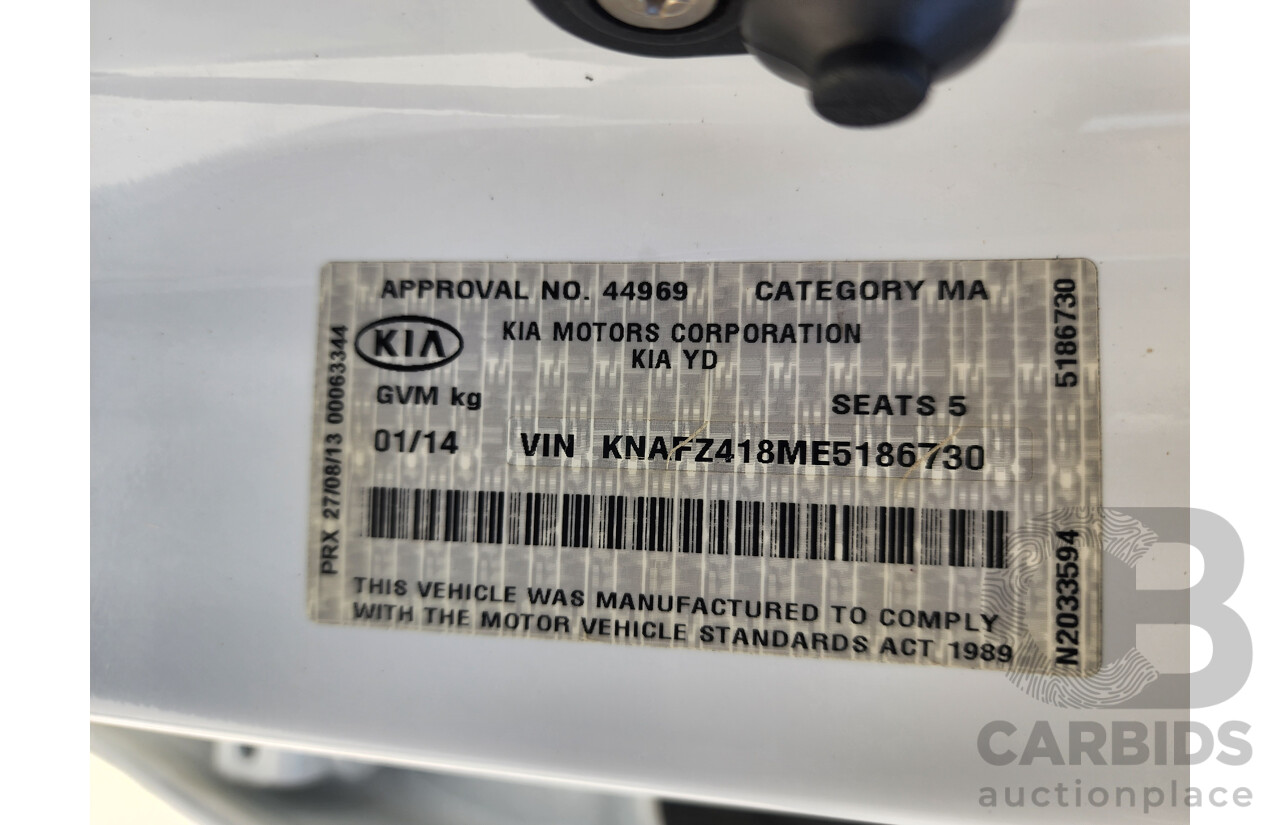 APPROVAL NO. 44969 CATEGORY MA
KIA
KIA MOTORS CORPORATION
KIA YD
GVM kg
SEATS 5
01/14
VIN KNAFZ418ME5186730
THIS VEHICLE WAS MANUFACTURED TO COMPLY
WITH THE MOTOR VEHICLE STANDARDS ACT 1989
PRX 27/08/13 00063344
5186730
N2033594
CB
CARBIDS
auctionplace